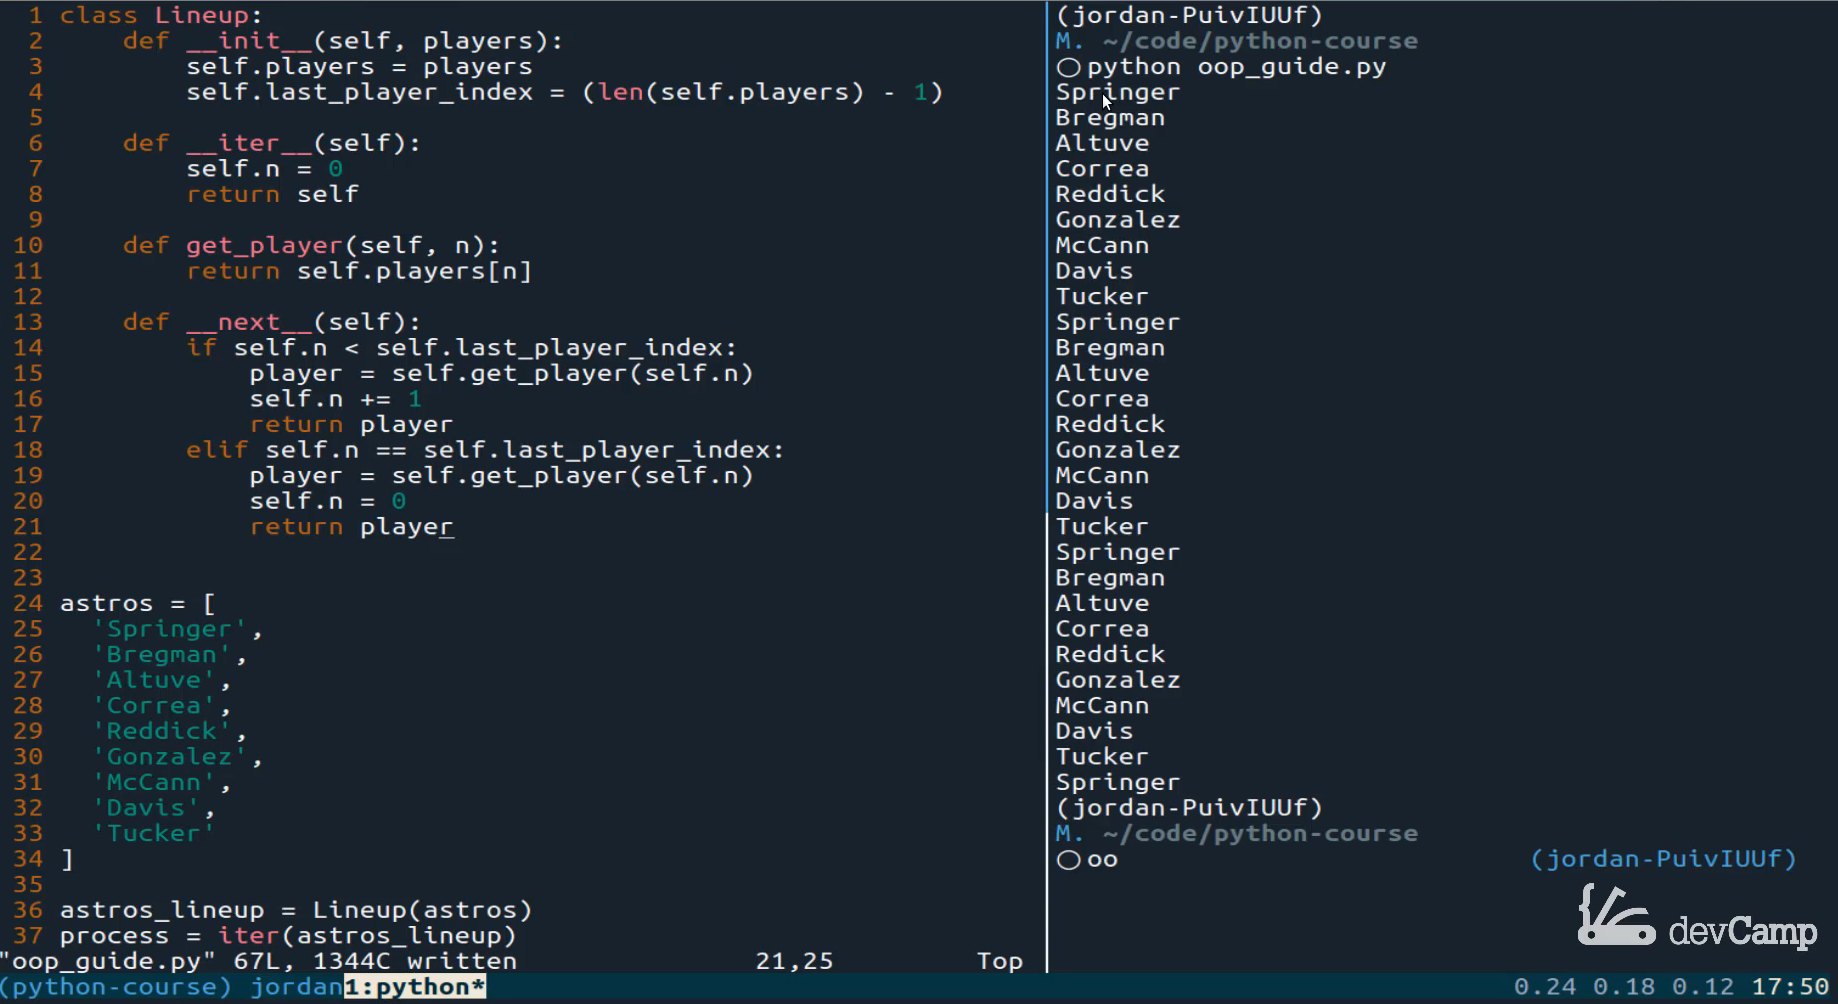 1 class Lineup:
2     def __init__(self, players):
3         self.players = players
4         self.last_player_index = (len(self.players) - 1)
5
6     def __iter__(self):
7         self.n = 0
8         return self
9
10     def get_player(self, n):
11         return self.players[n]
12
13     def __next__(self):
14         if self.n < self.last_player_index:
15             player = self.get_player(self.n)
16             self.n += 1
17             return player
18         elif self.n == self.last_player_index:
19             player = self.get_player(self.n)
20             self.n = 0
21             return player
22
23
24 astros = [
25   'Springer',
26   'Bregman',
27   'Altuve',
28   'Correa',
29   'Reddick',
30   'Gonzalez',
31   'McCann',
32   'Davis',
33   'Tucker'
34 ]
35
36 astros_lineup = Lineup(astros)
37 process = iter(astros_lineup)
"oop_guide.py" 67L, 1344C written 21,25 Top
(jordan-PuivIUUf)
M. ~/code/python-course
○python oop_guide.py
Springer
Bregman
Altuve
Correa
Reddick
Gonzalez
McCann
Davis
Tucker
Springer
Bregman
Altuve
Correa
Reddick
Gonzalez
McCann
Davis
Tucker
Springer
Bregman
Altuve
Correa
Reddick
Gonzalez
McCann
Davis
Tucker
Springer
(jordan-PuivIUUf)
M. ~/code/python-course
○oo (jordan-PuivIUUf)
devCamp
(python-course) jordan1:python* 0.24 0.18 0.12 17:50